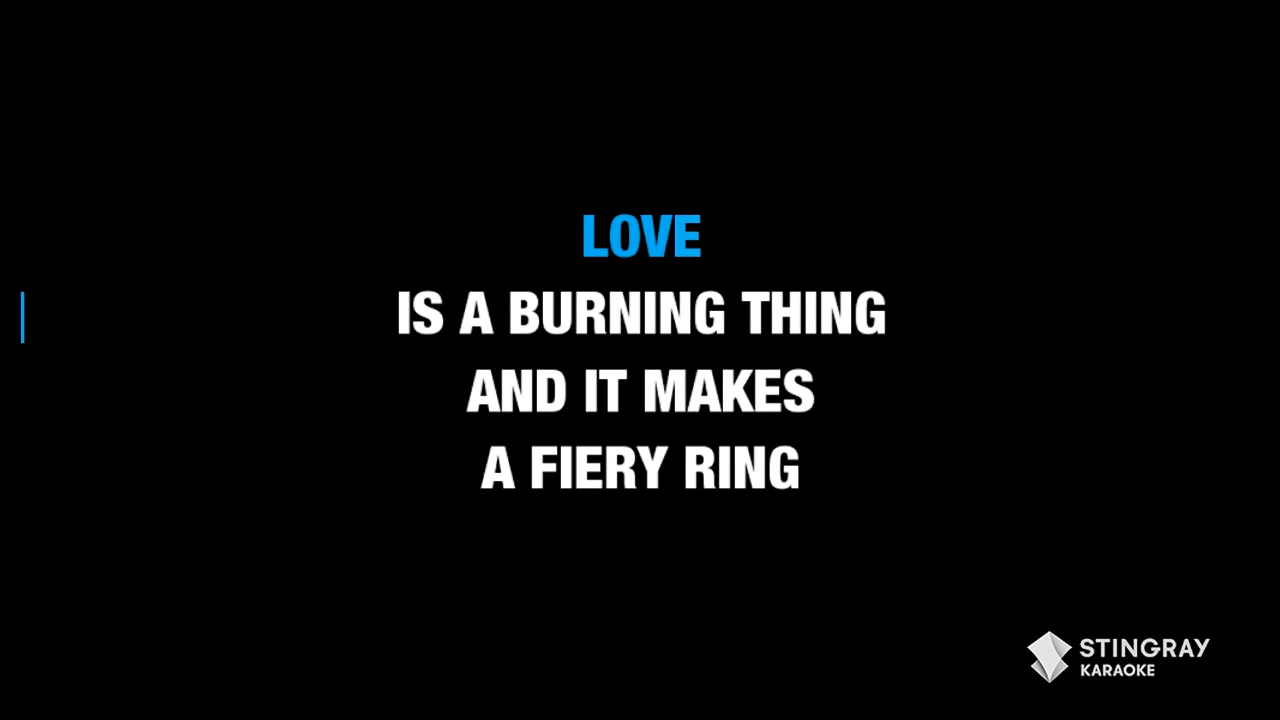 LOVE
IS A BURNING THING
AND IT MAKES
A FIERY RING
STINGRAY
KARAOKE